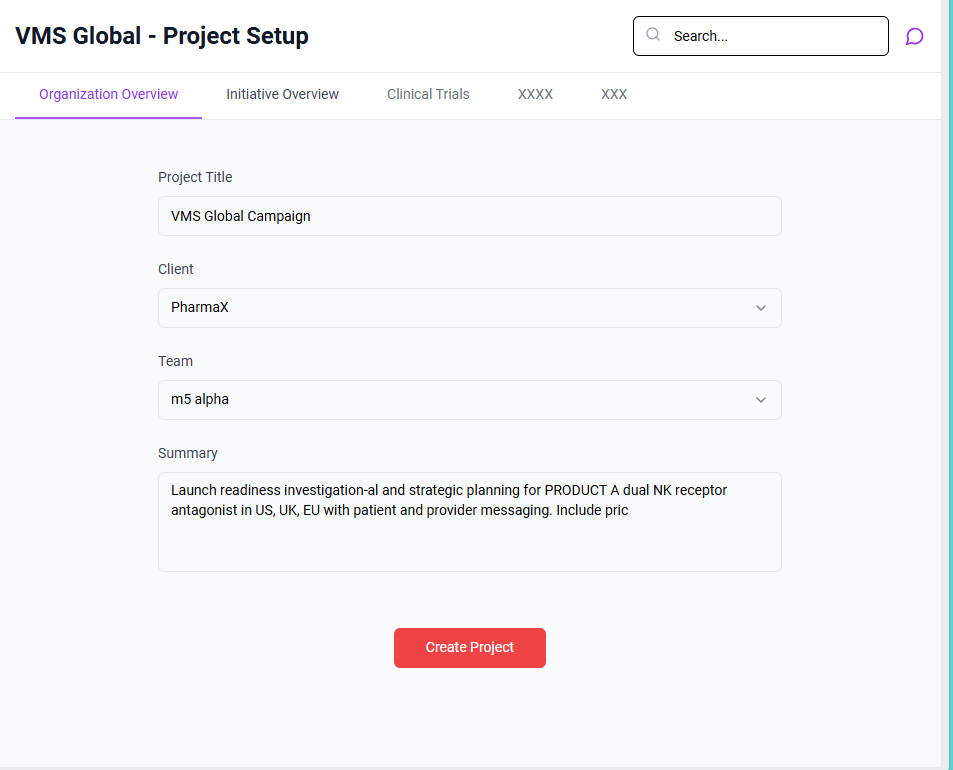 VMS Global - Project Setup
Search...
Organization Overview
Initiative Overview
Clinical Trials
XXXX
XXX
Project Title
VMS Global Campaign
Client
PharmaX
Team
m5 alpha
Summary
Launch readiness investigation-al and strategic planning for PRODUCT A dual NK receptor
antagonist in US, UK, EU with patient and provider messaging. Include pric
Create Project